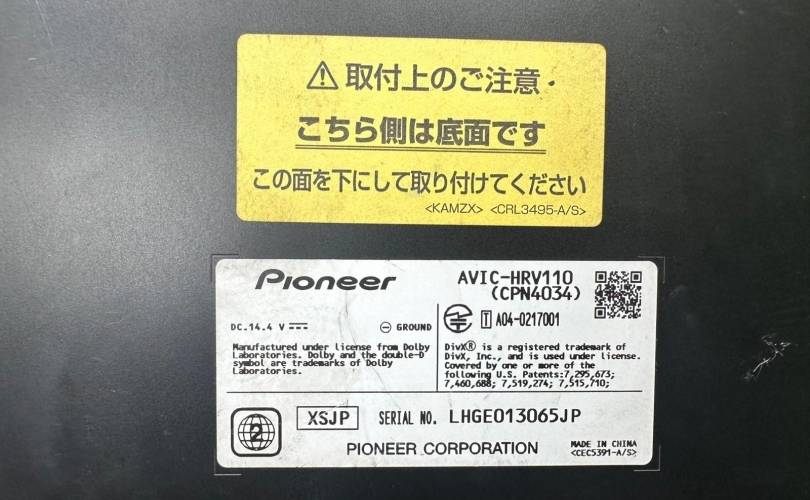 ⚠取付上のご注意
こちら側は底面です
この面を下にして取り付けてください
<KAMZX> <CRL3495-A/S>
Pioneer
AVIC-HRV110
(CPN4034)
T A04-0217001
DC.14.4 V
⊖ GROUND
Manufactured under license from Dolby
Laboratories. Dolby and the double-D
symbol are trademarks of Dolby
Laboratories.
DivX® is a registered trademark of
DivX, Inc., and is used under license.
Covered by one or more of the
following U.S. Patents:7,295,673;
7,460,688; 7,519,274; 7,515,710;
2
XSJP
SERIAL NO. LHGE013065JP
PIONEER CORPORATION
MADE IN CHINA
<CEC5391-A/S>